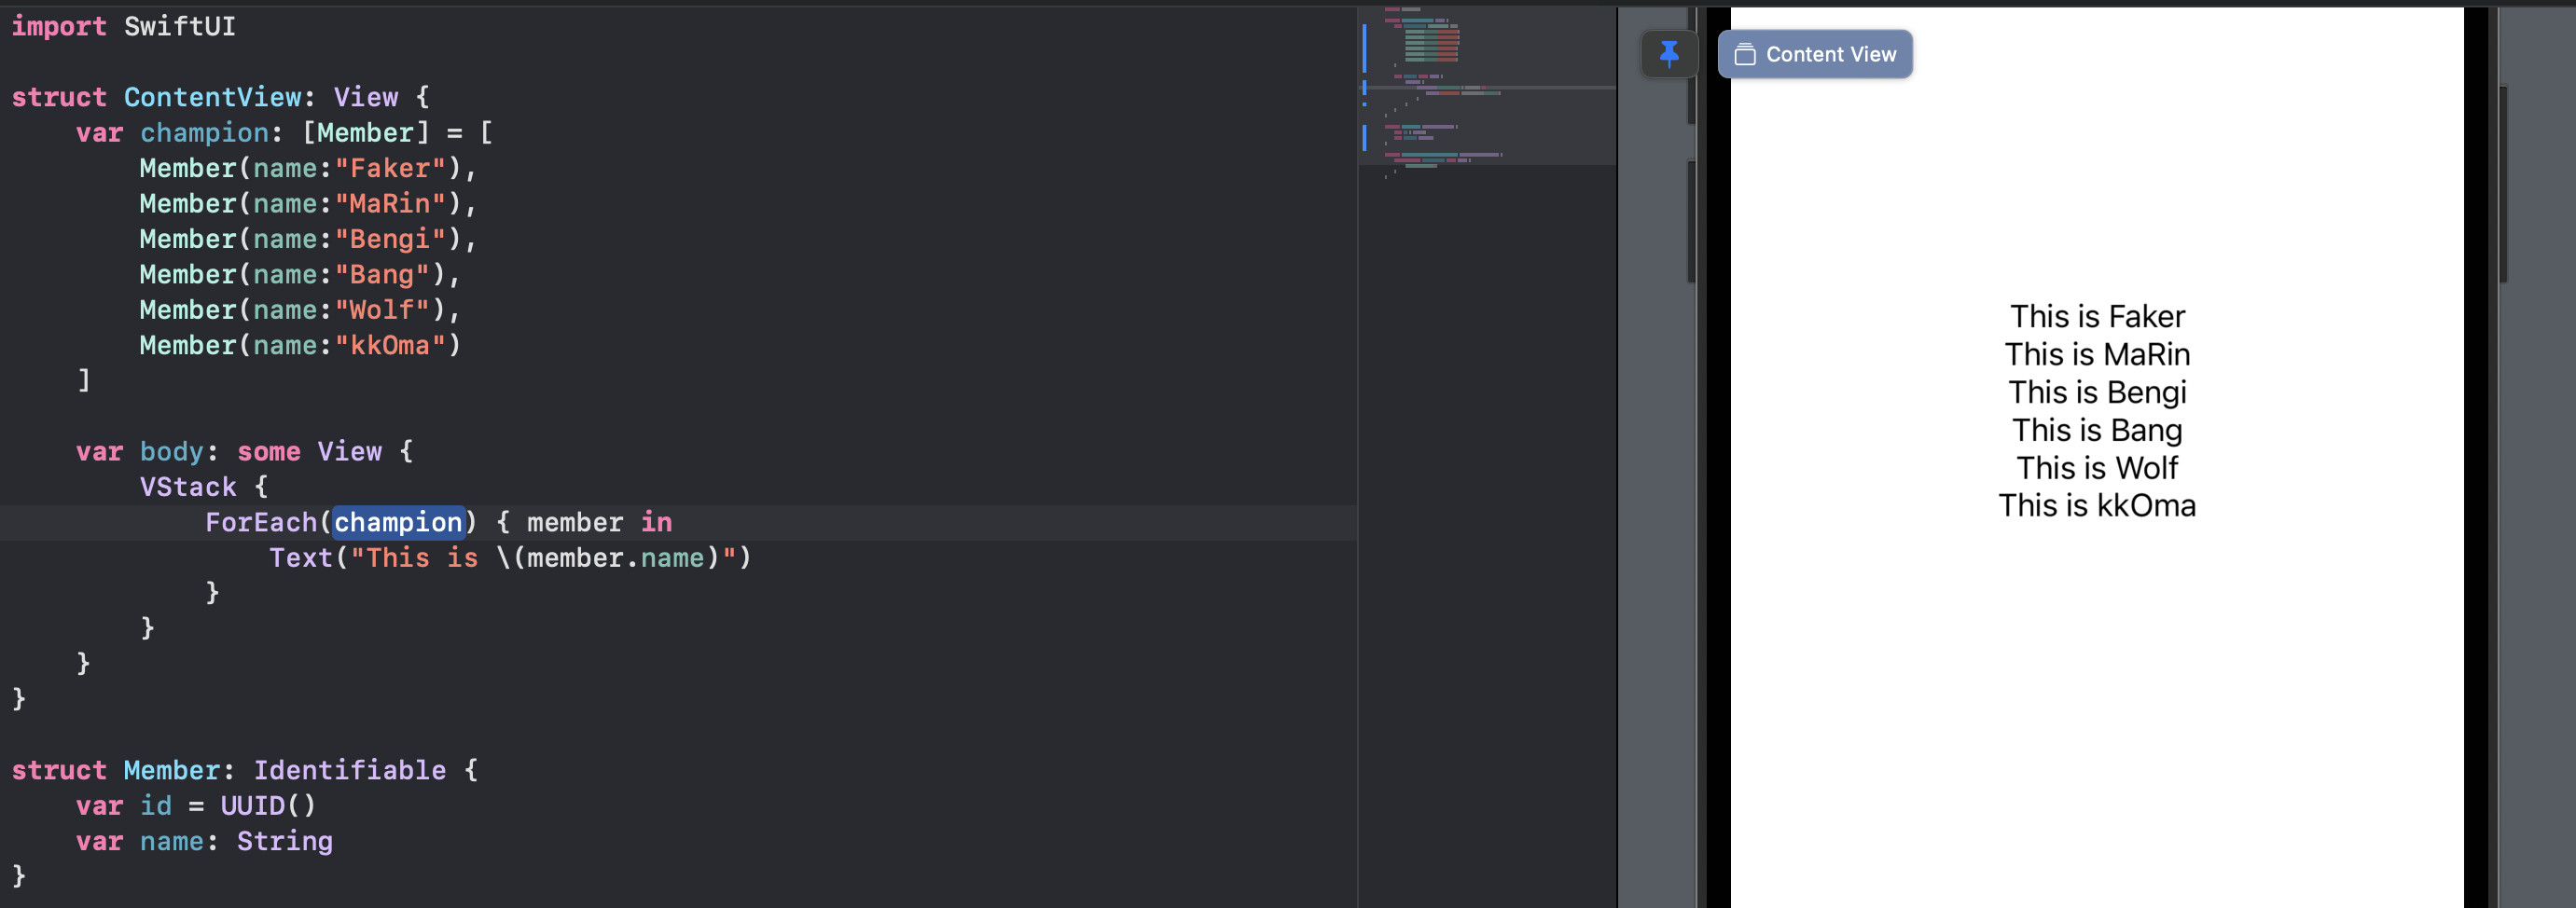 import SwiftUI
struct ContentView: View {
var champion: [Member] = [
Member(name:"Faker"),
Member(name:"MaRin"),
Member(name:"Bengi"),
Member(name:"Bang"),
Member(name:"Wolf"),
Member(name:"kkOma")
]
var body: some View {
VStack {
ForEach(champion) { member in
Text("This is \(member.name)")
}
}
}
}
struct Member: Identifiable {
var id = UUID()
var name: String
}
Content View
This is Faker
This is MaRin
This is Bengi
This is Bang
This is Wolf
This is kkOma